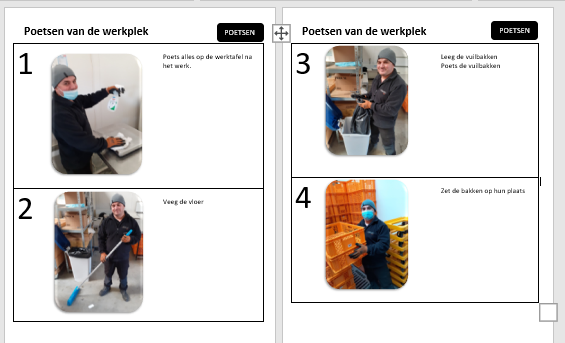 Poetsen van de werkplek
POETSEN
1
Poets alles op de werktafel na
het werk.
2
Veeg de vloer
Poetsen van de werkplek
POETSEN
3
Leeg de vuilbakken
Poets de vuilbakken
4
Zet de bakken op hun plaats